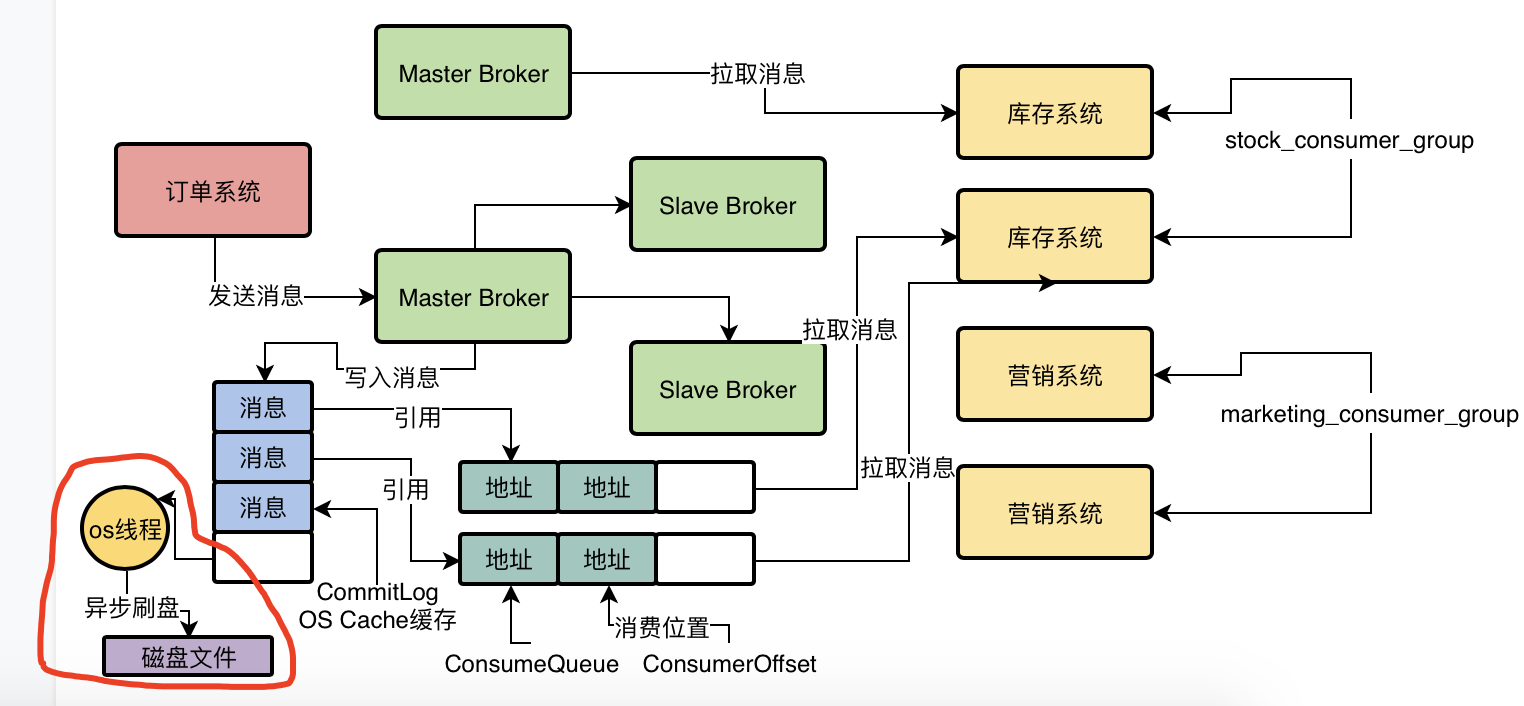 Master Broker
拉取消息
库存系统
stock_consumer_group
订单系统
Slave Broker
库存系统
发送消息
Master Broker
拉取消息
写入消息
Slave Broker
营销系统
marketing_consumer_group
消息
引用
消息
引用
消息
地址 地址
拉取消息
营销系统
os线程
地址 地址
CommitLog
OS Cache缓存
异步刷盘
消费位置
磁盘文件
ConsumeQueue
ConsumerOffset